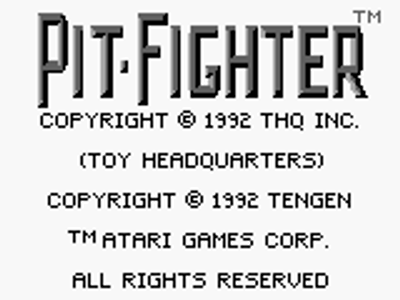 PIT-FIGHTER™
COPYRIGHT © 1992 THQ INC.
(TOY HEADQUARTERS)
COPYRIGHT © 1992 TENGEN
™ ATARI GAMES CORP.
ALL RIGHTS RESERVED